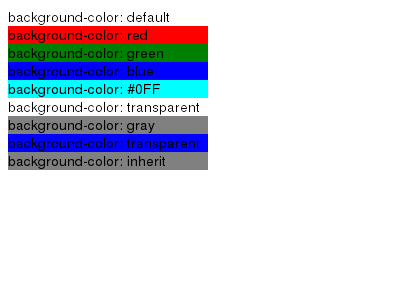 background-color: default
background-color: red
background-color: green
background-color: blue
background-color: #0FF
background-color: transparent
background-color: gray
background-color: transparent
background-color: inherit